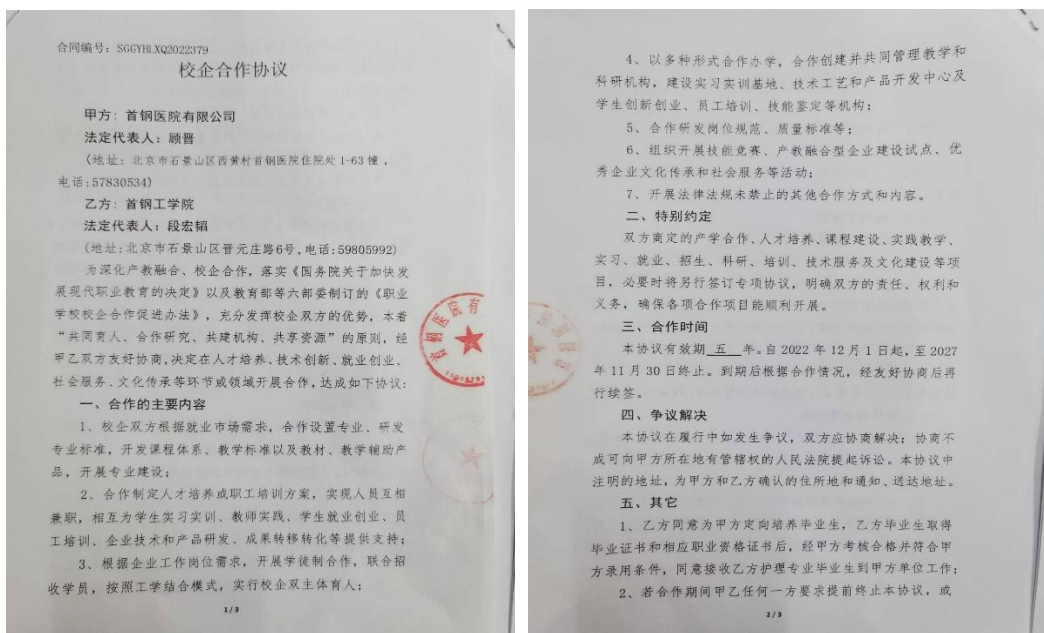 合同编号：SGGYHLXQ2022379
校企合作协议
甲方：首钢医院有限公司
法定代表人：顾晋
（地址：北京市石景山区西黄村首钢医院住院处 1-63 幢，
电话：57830534)
乙方：首钢工学院
法定代表人：段宏韬
（地址：北京市石景山区晋元庄路6号，电话：59805992)
为深化产教融合、校企合作，落实《国务院关于加快发
展现代职业教育的决定》以及教育部等六部委制订的《职业
学校校企合作促进办法》，充分发挥校企双方的优势，本着
“共同育人、合作研究、共建机构、共享资源”的原则，经
甲乙双方友好协商，决定在人才培养、技术创新、就业创业、
社会服务、文化传承等环节或领域开展合作，达成如下协议：
一、合作的主要内容
1、校企双方根据就业市场需求，合作设置专业、研发
专业标准，开发课程体系、教学标准以及教材、教学辅助产
品，开展专业建设；
2、合作制定人才培养或职工培训方案，实现人员互相
兼职，相互为学生实习实训、教师实践、学生就业创业、员
工培训、企业技术和产品研发、成果转移转化等提供支持；
3、根据企业工作岗位需求，开展学徒制合作，联合招
收学员，按照工学结合模式，实行校企双主体育人；
1/3
首钢医院有
4、以多种形式合作办学，合作创建并共同管理教学和
科研机构，建设实习实训基地、技术工艺和产品开发中心及
学生创新创业、员工培训、技能鉴定等机构；
5、合作研发岗位规范、质量标准等；
6、组织开展技能竞赛、产教融合型企业建设试点、优
秀企业文化传承和社会服务等活动；
7、开展法律法规未禁止的其他合作方式和内容。
二、特别约定
双方商定的产学合作、人才培养、课程建设、实践教学、
实习、就业、招生、科研、培训、技术服务及文化建设等项
目，必要时将另行签订专项协议，明确双方的责任、权利和
义务，确保各项合作项目能顺利开展。
三、合作时间
本协议有效期 五 年。自 2022 年 12 月 1 日起，至 2027
年 11 月 30 日终止。到期后根据合作情况，经友好协商后再
行续签。
四、争议解决
本协议在履行中如发生争议，双方应协商解决；协商不
成可向甲方所在地有管辖权的人民法院提起诉讼。本协议中
注明的地址，为甲方和乙方确认的住所地和通知、送达地址。
五、其它
1、乙方同意为甲方定向培养毕业生，乙方毕业生取得
毕业证书和相应职业资格证书后，经甲方考核合格并符合甲
方录用条件，同意接收乙方护理专业毕业生到甲方单位工作；
2、若合作期间甲乙任何一方要求提前终止本协议，或
2/3